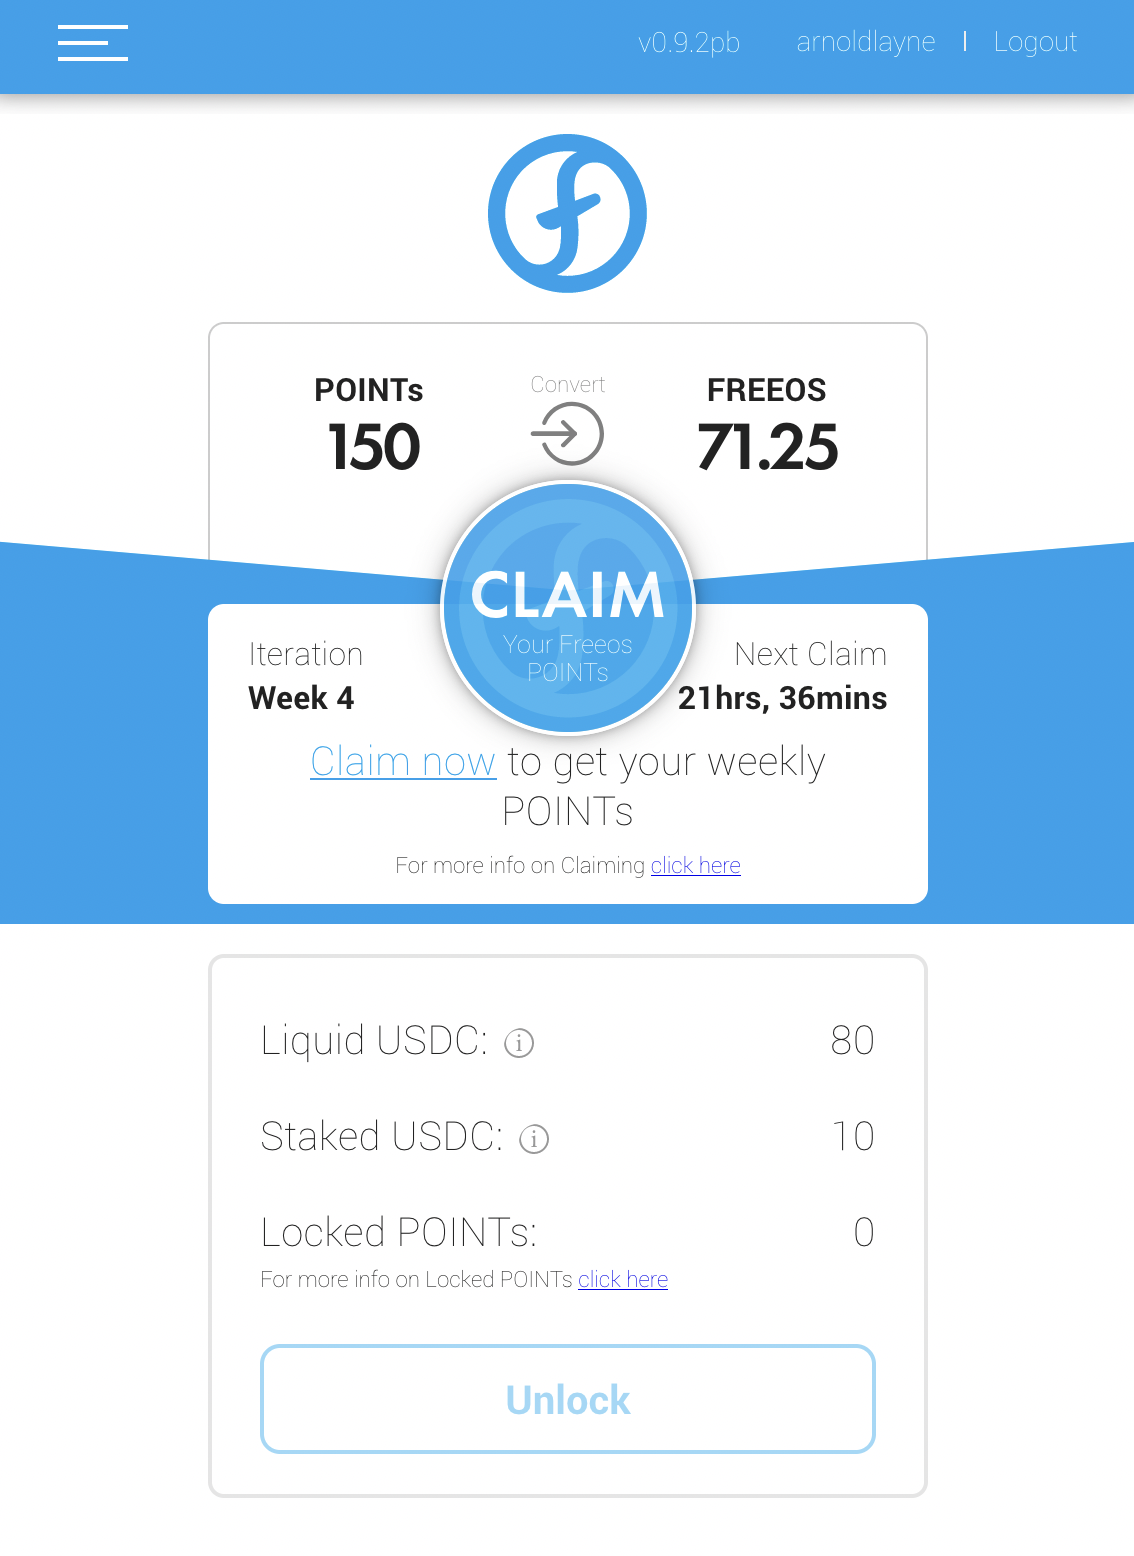 v0.9.2pb arnoldlayne | Logout
POINTs
150
Convert
FREEOS
71.25
CLAIM
Your Freeos
POINTs
Iteration
Week 4
Next Claim
21hrs, 36mins
Claim now to get your weekly
POINTs
For more info on Claiming click here
Liquid USDC: i 80
Staked USDC: i 10
Locked POINTs: 0
For more info on Locked POINTs click here
Unlock